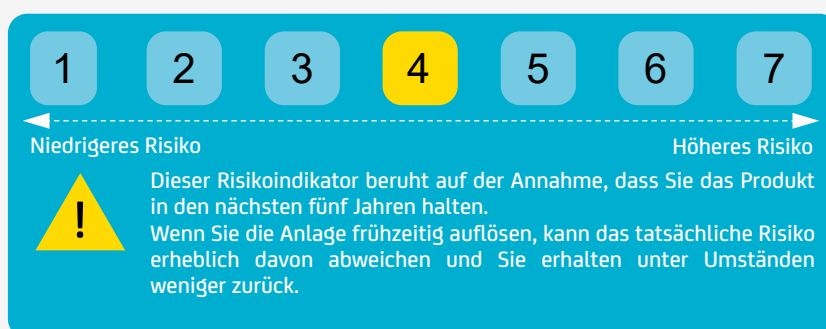 1 2 3 4 5 6 7
Niedrigeres Risiko Höheres Risiko
!
Dieser Risikoindikator beruht auf der Annahme, dass Sie das Produkt
in den nächsten fünf Jahren halten.
Wenn Sie die Anlage frühzeitig auflösen, kann das tatsächliche Risiko
erheblich davon abweichen und Sie erhalten unter Umständen
weniger zurück.